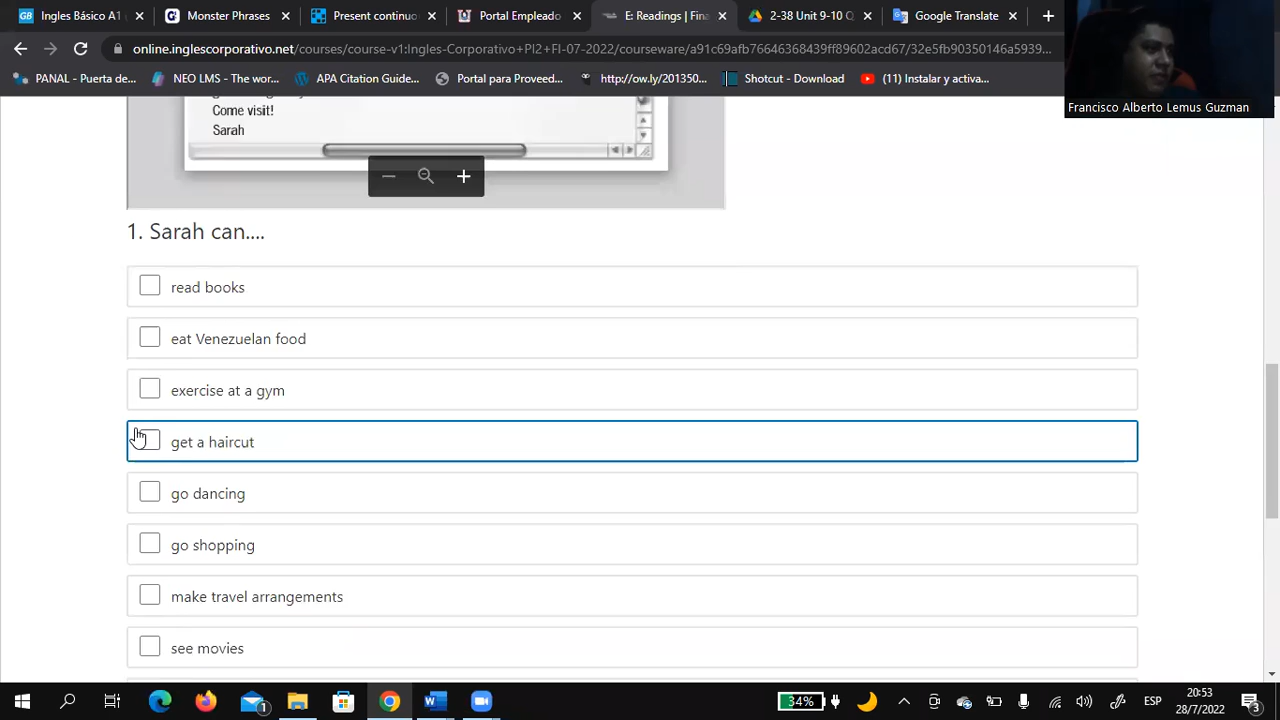 Ingles Básico A1 (
Monster Phrases
Present continuo
Portal Empleado
E: Readings | Fina
2-38 Unit 9-10 Q
Google Translate
online.inglescorporativo.net/courses/course-v1:Ingles-Corporativo+PI2+FI-07-2022/courseware/a91c69afb76646368439ff89602acd67/32e5fb90350146a5939...
PANAL - Puerta de...
NEO LMS - The wor...
APA Citation Guide...
Portal para Proveed...
http://ow.ly/201350...
Shotcut - Download
(11) Instalar y activa...
Francisco Alberto Lemus Guzman
Come visit!
Sarah
1. Sarah can....
read books
eat Venezuelan food
exercise at a gym
get a haircut
go dancing
go shopping
make travel arrangements
see movies
34%
ESP
20:53
28/7/2022
1
3